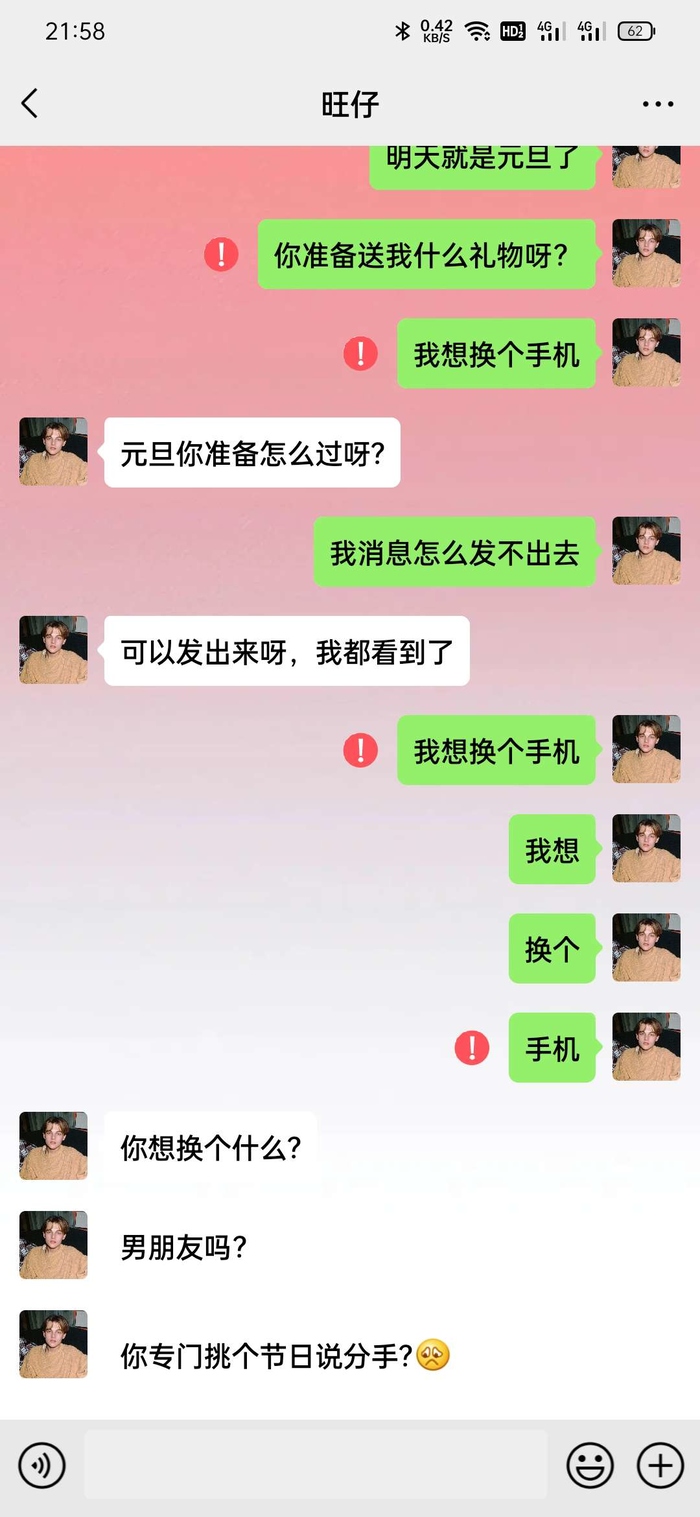 21:58
0.42
KB/S
HD
4G
4G
62
旺仔
明天就是元旦了
你准备送我什么礼物呀？
我想换个手机
元旦你准备怎么过呀？
我消息怎么发不出去
可以发出来呀，我都看到了
我想换个手机
我想
换个
手机
你想换个什么？
男朋友吗？
你专门挑个节日说分手？